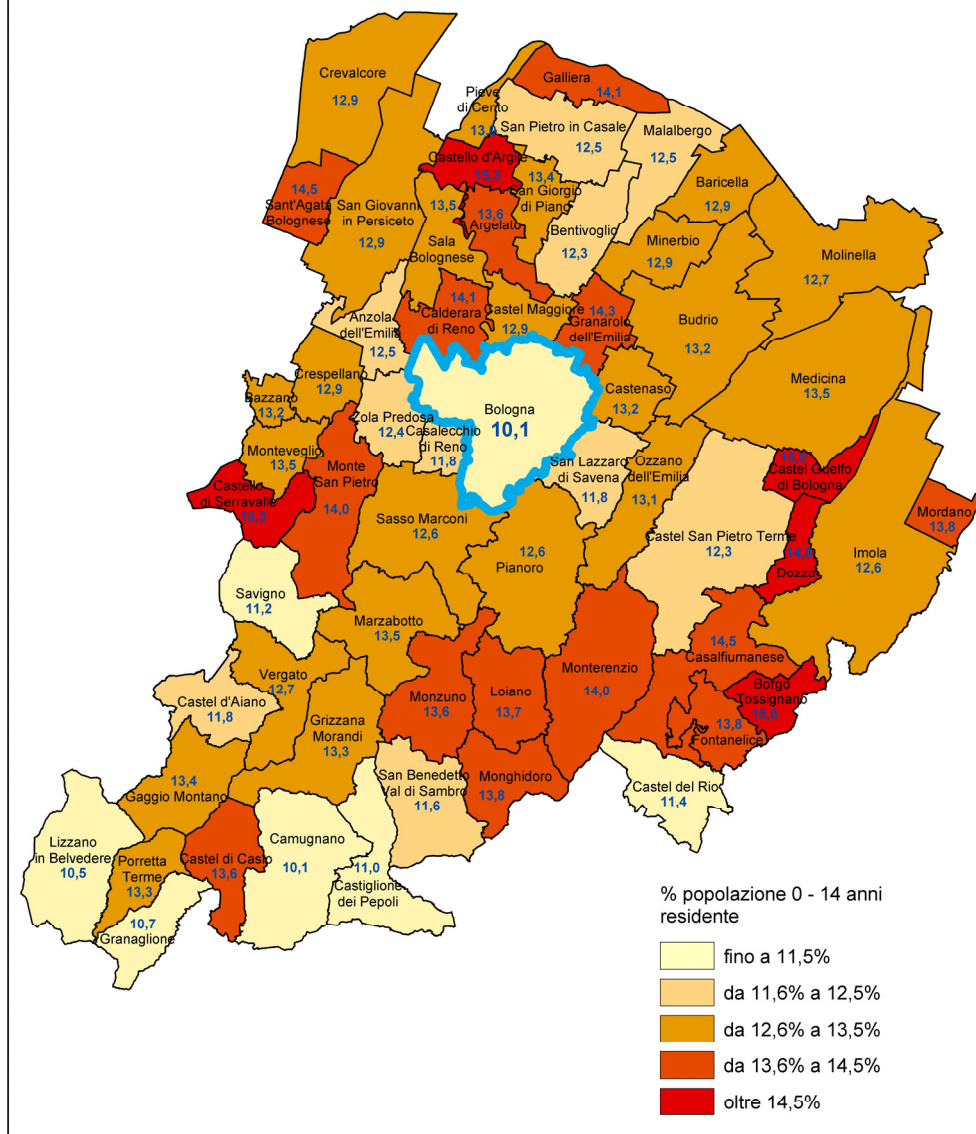 Crevalcore
12,9
Galliera
14,1
Pieve
di Cento
13,0
San Pietro in Casale
12,5
Malalbergo
12,5
Castello d'Argile
15,3
13,4
San Giorgio
di Piano
Baricella
12,9
14,5
Sant'Agata
Bolognese
San Giovanni
in Persiceto
12,9
13,5
Sala
Bolognese
13,6
Argelato
Bentivoglio
12,3
Minerbio
12,9
Molinella
12,7
Anzola
dell'Emilia
12,5
14,1
Calderara
di Reno
Castel Maggiore
12,9
14,3
Granarolo
dell'Emilia
Budrio
13,2
Medicina
13,5
Crespellano
12,9
Bazzano
13,2
Zola Predosa
12,4
Casalecchio
di Reno
11,8
Bologna
10,1
Castenaso
13,2
Monteveglio
13,5
Monte
San Pietro
14,0
San Lazzaro
di Savena
11,8
Ozzano
dell'Emilia
13,1
Castel Guelfo
di Bologna
Castello
di Serravalle
15,3
Sasso Marconi
12,6
12,6
Pianoro
Castel San Pietro Terme
12,3
Dozza
Imola
12,6
Mordano
13,8
Savigno
11,2
Marzabotto
13,5
14,5
Casalfiumanese
Vergato
12,7
Monzuno
13,6
Loiano
13,7
Monterenzio
14,0
Borgo
Tossignano
Castel d'Aiano
11,8
Grizzana
Morandi
13,3
13,8
Fontanelice
13,4
Gaggio Montano
San Benedetto
Val di Sambro
11,6
Monghidoro
13,8
Castel del Rio
11,4
Lizzano
in Belvedere
10,5
Porretta
Terme
13,3
Castel di Casio
13,6
Camugnano
10,1
11,0
Castiglione
dei Pepoli
10,7
Granaglione
% popolazione 0 - 14 anni
residente
fino a 11,5%
da 11,6% a 12,5%
da 12,6% a 13,5%
da 13,6% a 14,5%
oltre 14,5%